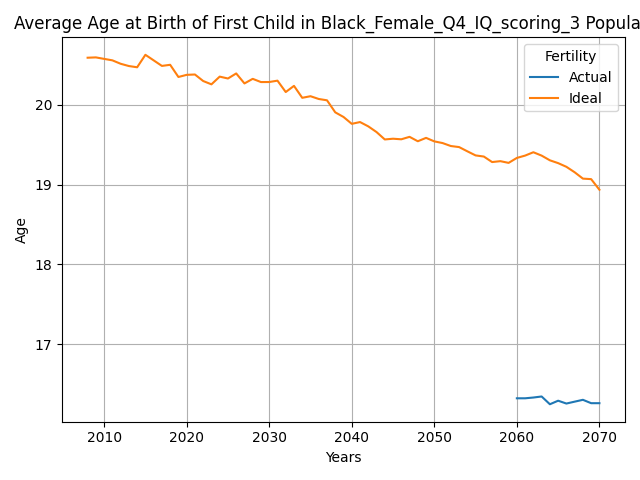 Average Age at Birth of First Child in Black_Female_Q4_IQ_scoring_3 Popula
Fertility
Actual
Ideal
Age
20
19
18
17
2010 2020 2030 2040 2050 2060 2070
Years